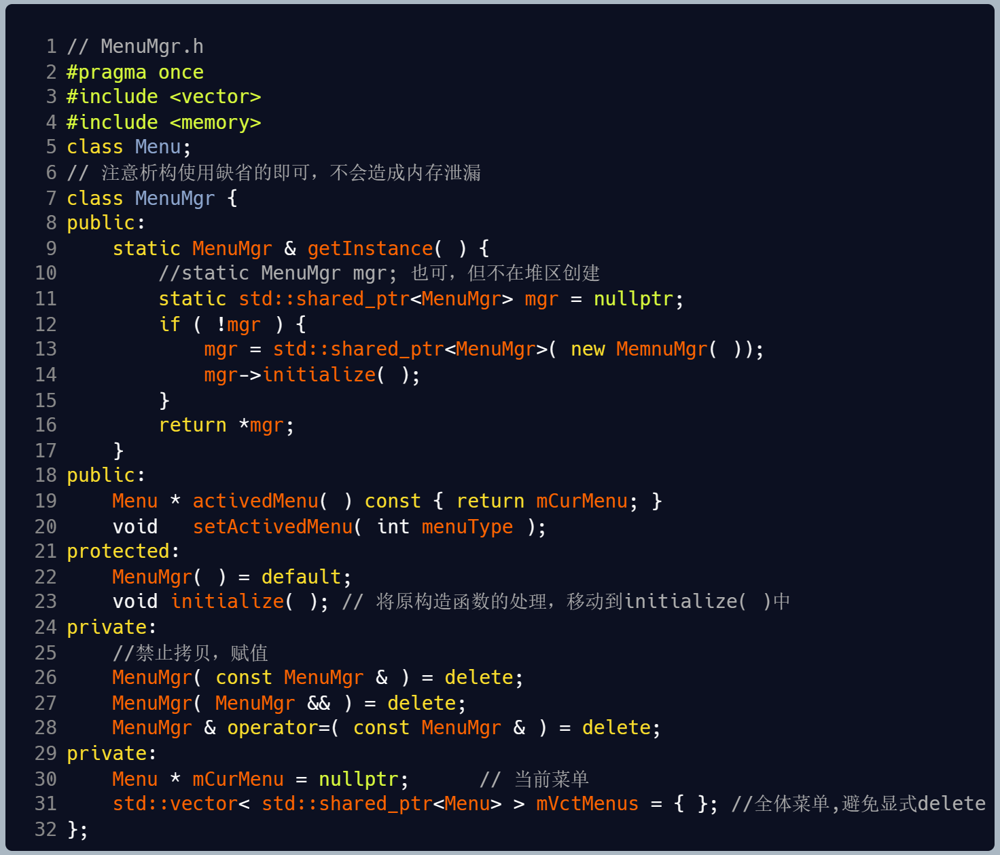 1 // MenuMgr.h
2 #pragma once
3 #include <vector>
4 #include <memory>
5 class Menu;
6 // 注意析构使用缺省的即可，不会造成内存泄漏
7 class MenuMgr {
8 public:
9     static MenuMgr & getInstance( ) {
10         //static MenuMgr mgr; 也可，但不在堆区创建
11         static std::shared_ptr<MenuMgr> mgr = nullptr;
12         if ( !mgr ) {
13             mgr = std::shared_ptr<MenuMgr>( new MemnuMgr( ));
14             mgr->initialize( );
15         }
16         return *mgr;
17     }
18 public:
19     Menu * activedMenu( ) const { return mCurMenu; }
20     void   setActivedMenu( int menuType );
21 protected:
22     MenuMgr( ) = default;
23     void initialize( ); // 将原构造函数的处理，移动到initialize( )中
24 private:
25     //禁止拷贝，赋值
26     MenuMgr( const MenuMgr & ) = delete;
27     MenuMgr( MenuMgr && ) = delete;
28     MenuMgr & operator=( const MenuMgr & ) = delete;
29 private:
30     Menu * mCurMenu = nullptr;      // 当前菜单
31     std::vector< std::shared_ptr<Menu> > mVctMenus = { }; //全体菜单,避免显式delete
32 };